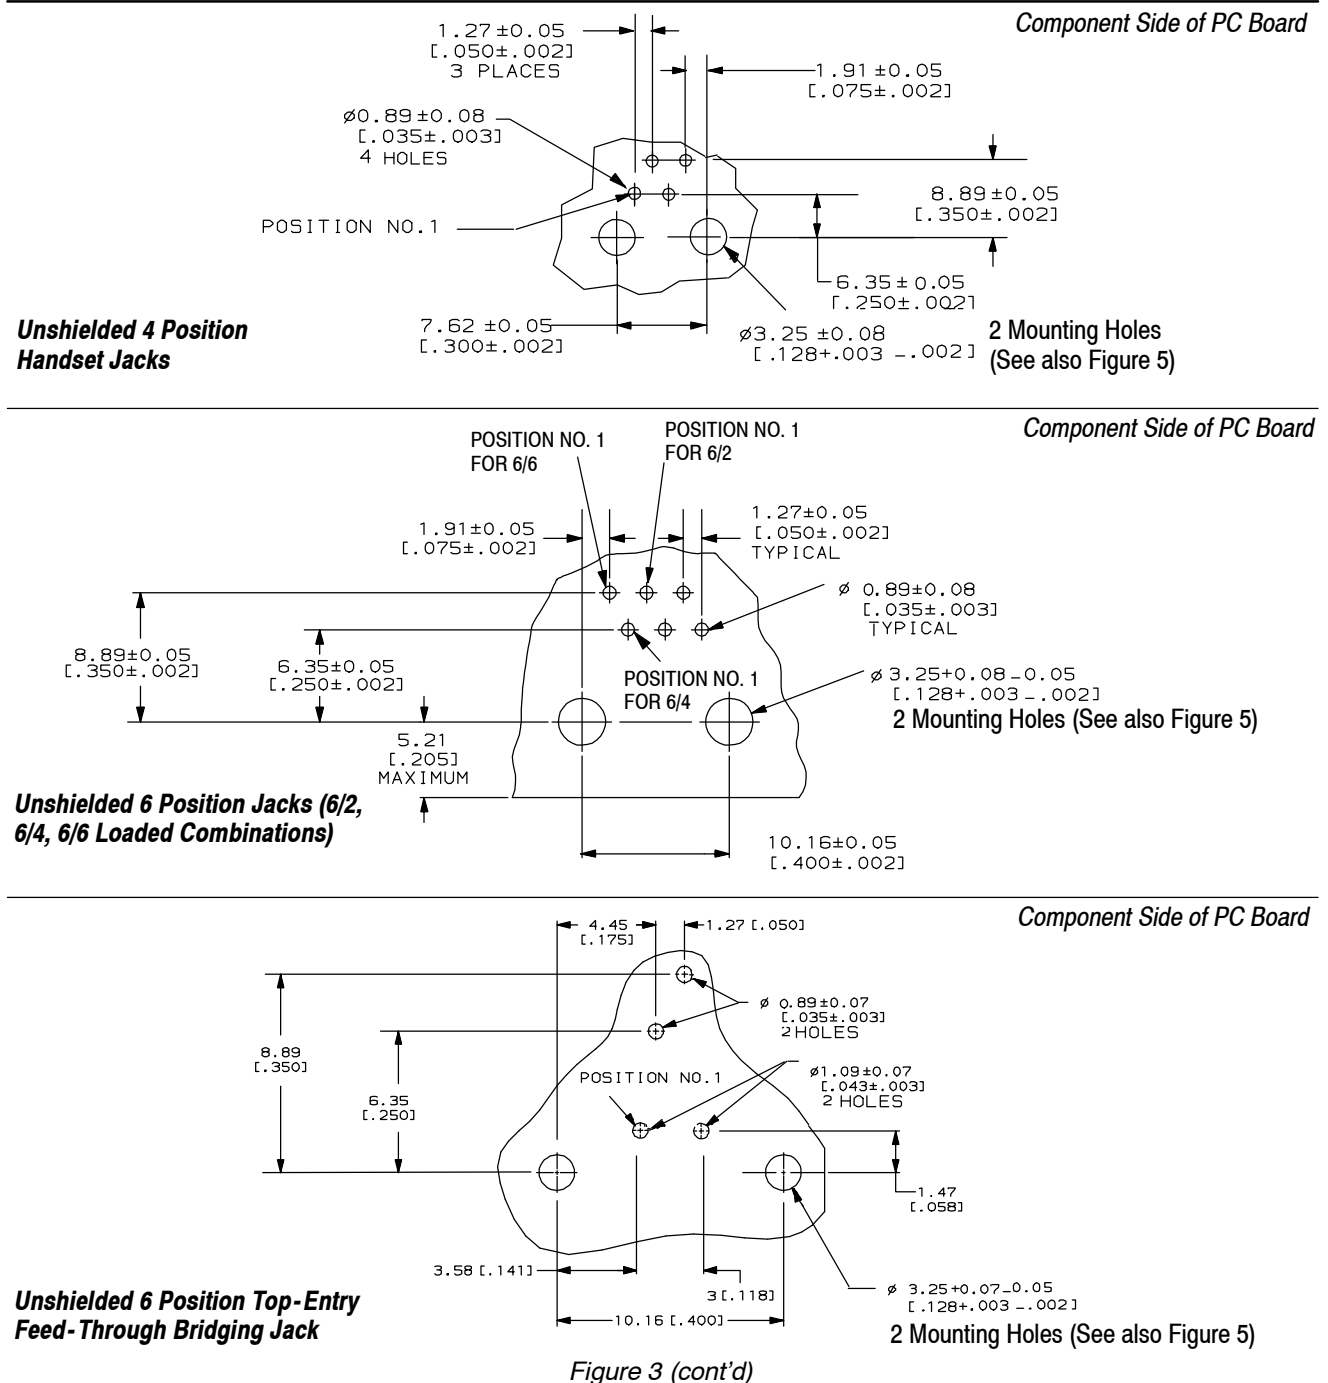 Component Side of PC Board
1.27±0.05
[.050±.002]
3 PLACES
1.91±0.05
[.075±.002]
ø0.89±0.08
[.035±.003]
4 HOLES
8.89±0.05
[.350±.002]
POSITION NO.1
6.35±0.05
[.250±.002]
7.62±0.05
[.300±.002]
ø3.25±0.08
[.128+.003 -.002]
2 Mounting Holes
(See also Figure 5)
Unshielded 4 Position
Handset Jacks
Component Side of PC Board
POSITION NO. 1
FOR 6/6
POSITION NO. 1
FOR 6/2
1.91±0.05
[.075±.002]
1.27±0.05
[.050±.002]
TYPICAL
ø 0.89±0.08
[.035±.003]
TYPICAL
8.89±0.05
[.350±.002]
6.35±0.05
[.250±.002]
POSITION NO. 1
FOR 6/4
ø 3.25+0.08-0.05
[.128+.003-.002]
2 Mounting Holes (See also Figure 5)
5.21
[.205]
MAXIMUM
Unshielded 6 Position Jacks (6/2,
6/4, 6/6 Loaded Combinations)
10.16±0.05
[.400±.002]
Component Side of PC Board
4.45
[.175]
1.27 [.050]
ø 0.89±0.07
[.035±.003]
2 HOLES
8.89
[.350]
6.35
[.250]
POSITION NO.1
ø1.09±0.07
[.043±.003]
2 HOLES
1.47
[.058]
3.58 [.141]
3[.118]
10.16 [.400]
ø 3.25+0.07-0.05
[.128+.003-.002]
2 Mounting Holes (See also Figure 5)
Unshielded 6 Position Top-Entry
Feed-Through Bridging Jack
Figure 3 (cont'd)